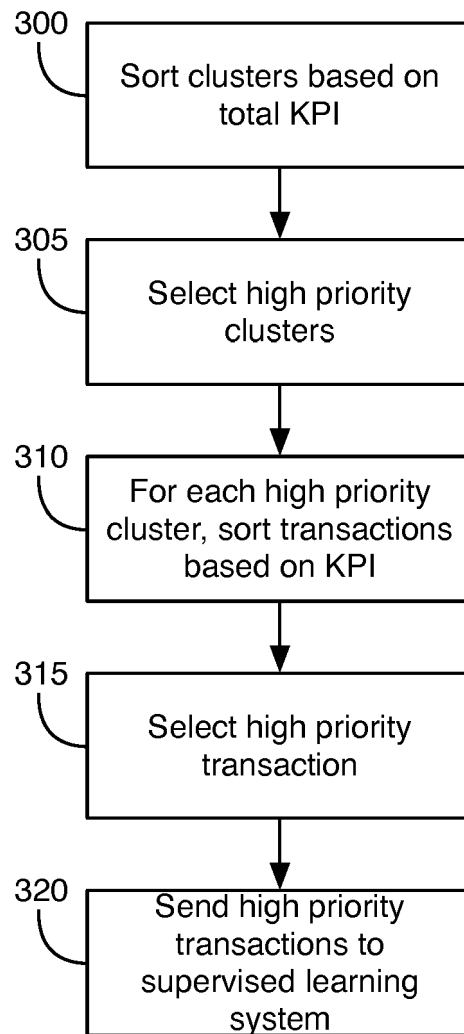 300
Sort clusters based on
total KPI
305
Select high priority
clusters
310
For each high priority
cluster, sort transactions
based on KPI
315
Select high priority
transaction
320
Send high priority
transactions to
supervised learning
system